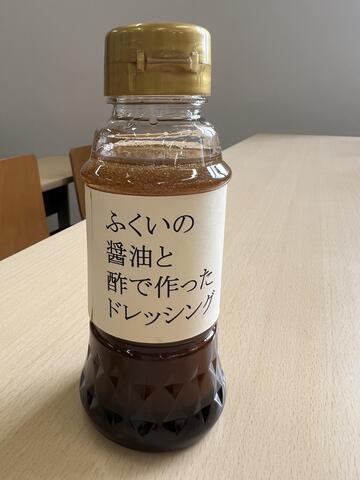 ふくいの
醤油と
酢で作った
ドレッシング